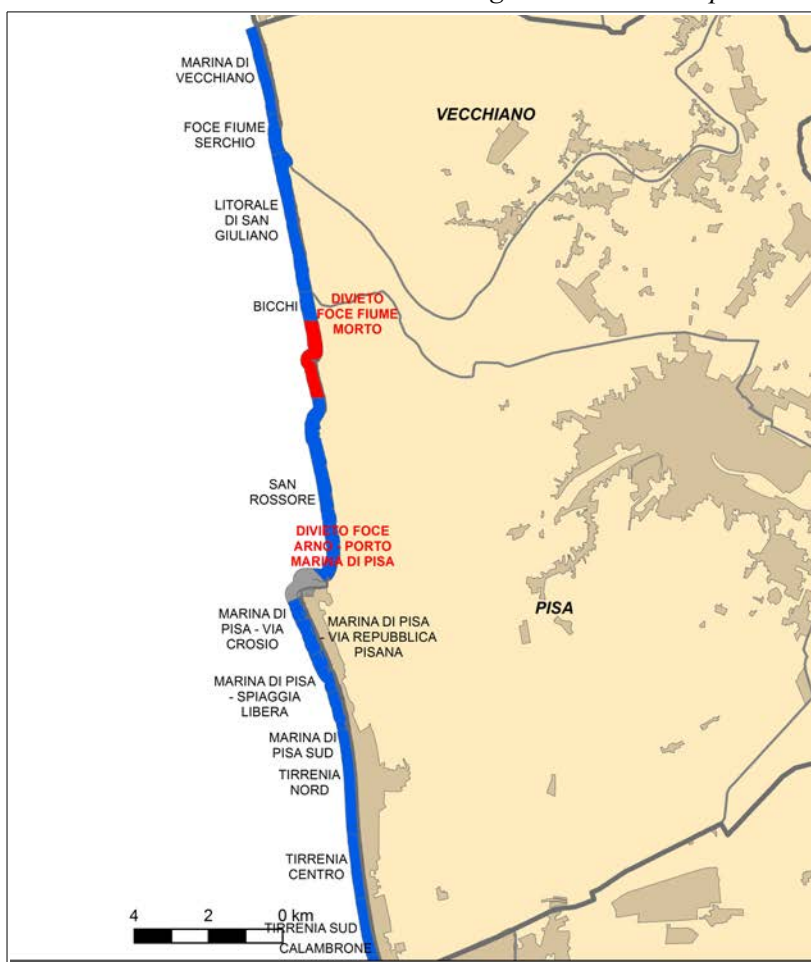 MARINA DI
VECCHIANO
VECCHIANO
FOCE FIUME
SERCHIO
LITORALE
DI SAN
GIULIANO
BICCHI
DIVIETO
FOCE FIUME
MORTO
SAN
ROSSORE
DIVIETO FOCE
ARNO - PORTO
MARINA DI PISA
PISA
MARINA DI
PISA - VIA
CROSIO
MARINA DI PISA
- VIA REPUBBLICA
PISANA
MARINA DI PISA
- SPIAGGIA
LIBERA
MARINA DI
PISA SUD
TIRRENIA
NORD
TIRRENIA
CENTRO
4 2 0 km
TIRRENIA SUD
CALAMBRONE